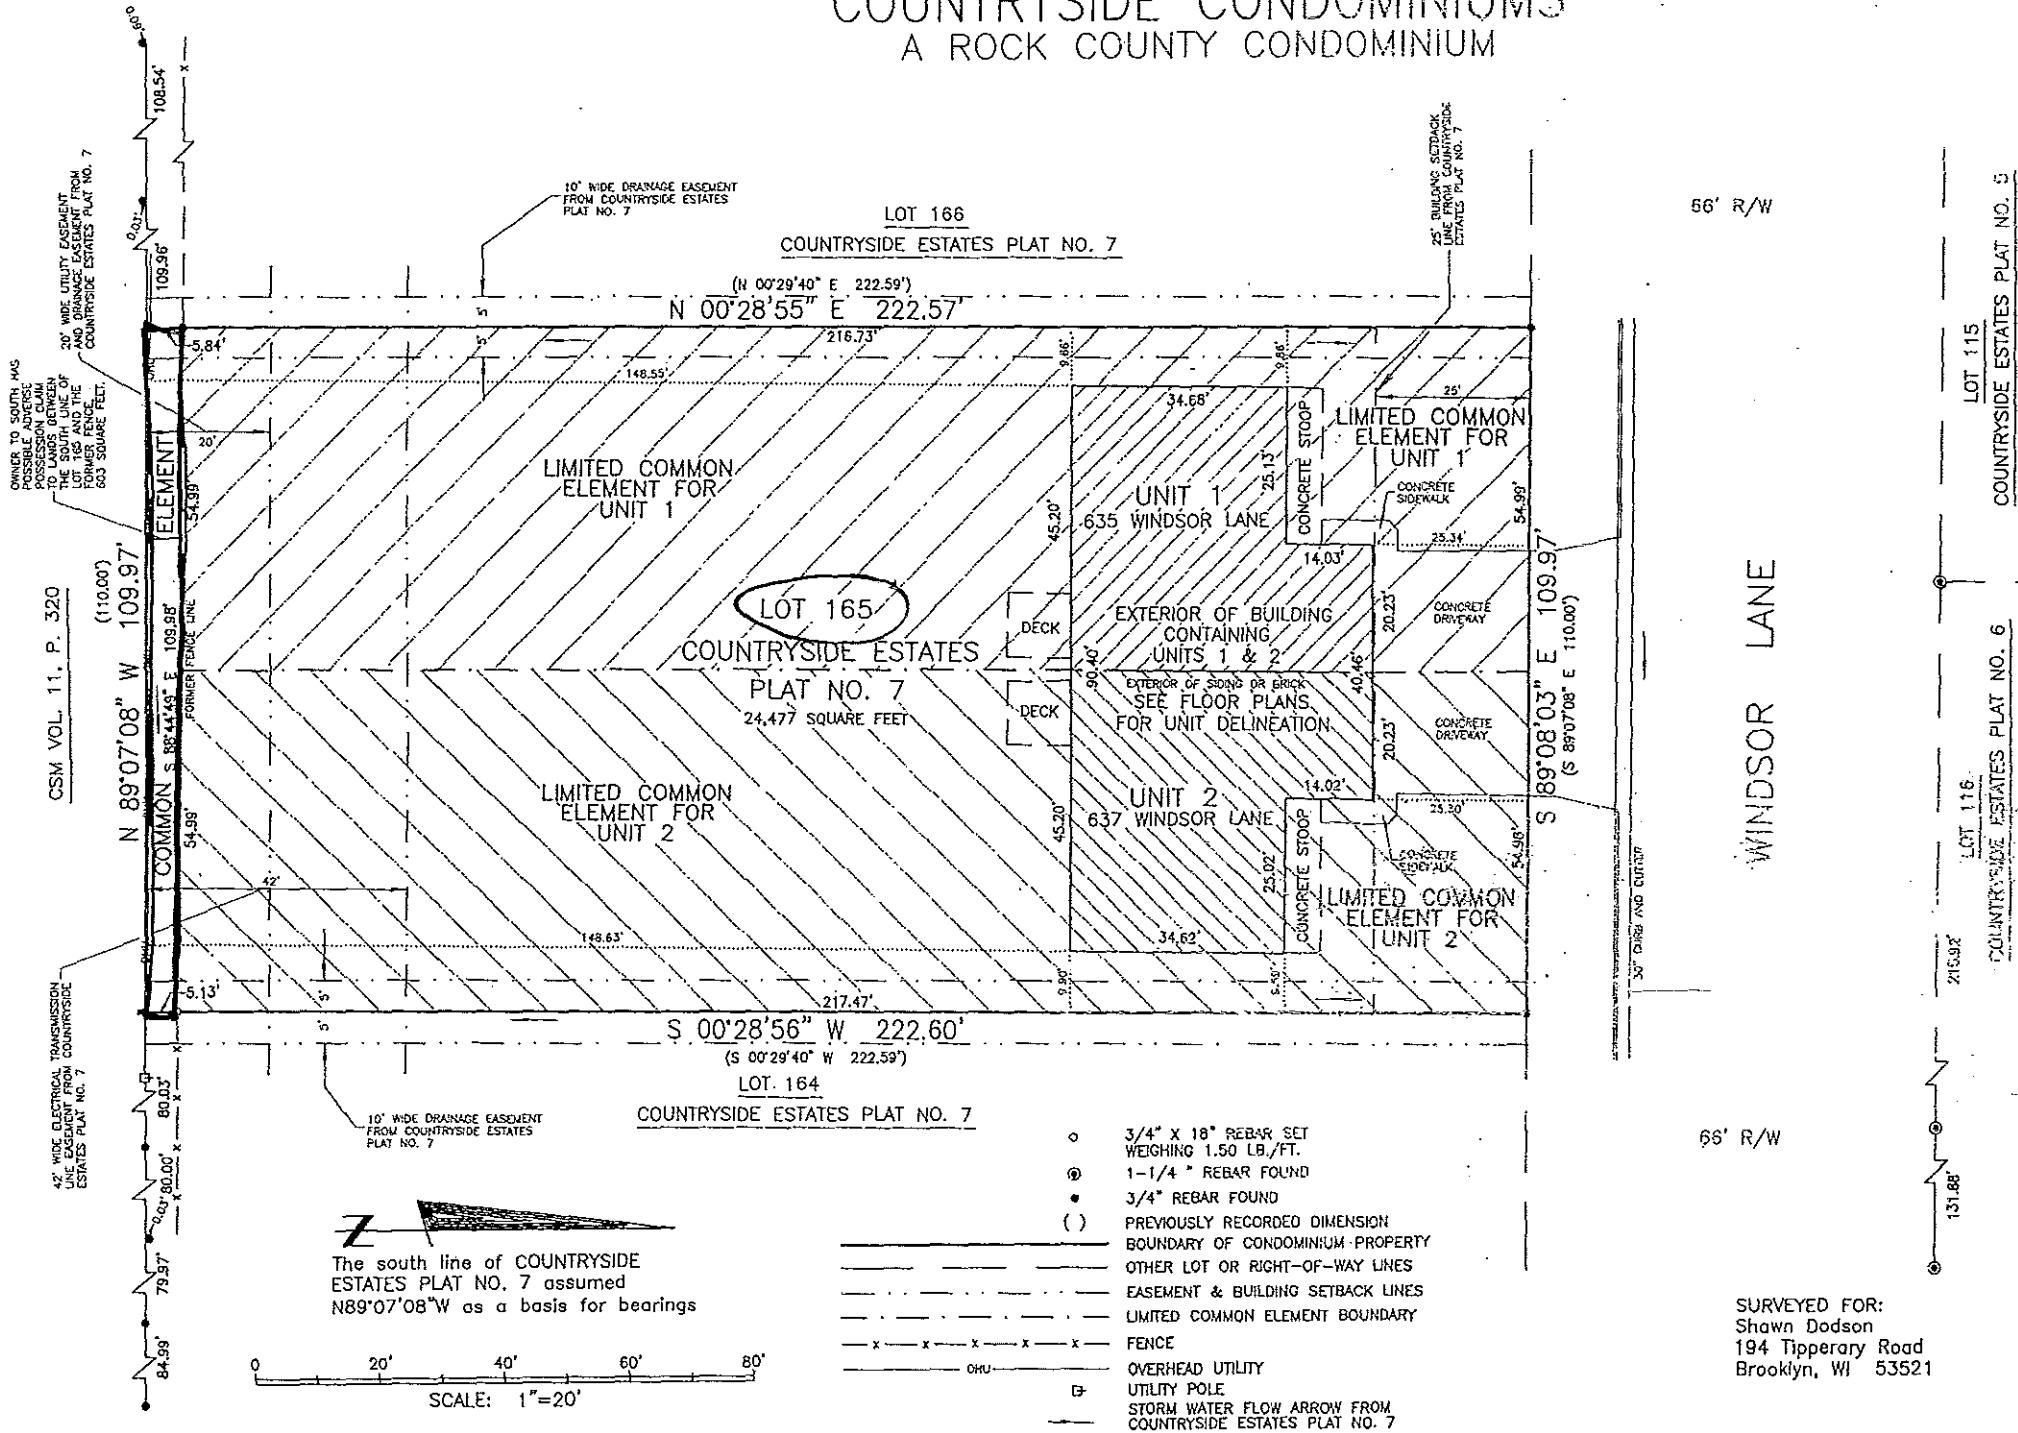 COUNTRYSIDE CONDOMINIUMS
A ROCK COUNTY CONDOMINIUM
60.0'
108.54'
0.03'
109.96'
20' WIDE UTILITY EASEMENT
AND DRAINAGE EASEMENT FROM
COUNTRYSIDE ESTATES PLAT NO. 7
OWNER TO SOUTH HAS
POSSIBLE ADVERSE
POSSESSION CLAIM
TO LANDS BETWEEN
THE SOUTH LINE OF
LOT 165 AND THE
FORMER FENCE.
603 SQUARE FEET.
10' WIDE DRAINAGE EASEMENT
FROM COUNTRYSIDE ESTATES
PLAT NO. 7
LOT 166
COUNTRYSIDE ESTATES PLAT NO. 7
25' BUILDING SETBACK
LINE FROM COUNTRYSIDE
ESTATES PLAT NO. 7
66' R/W
LOT 115
COUNTRYSIDE ESTATES PLAT NO. 5
(N 00°29'40" E 222.59')
N 00°28'55" E 222.57'
216.73'
5'
5'
5.84'
148.55'
9.86'
9.86'
34.68'
25'
20'
LIMITED COMMON
ELEMENT FOR
UNIT 1
UNIT 1
635 WINDSOR LANE
25.13'
CONCRETE STOOP
LIMITED COMMON
ELEMENT FOR
UNIT 1
CONCRETE
SIDEWALK
54.99'
25.34'
14.03'
45.20'
COMMON ELEMENT
54.99'
CSM VOL. 11, P. 320
(110.00')
N 89°07'08" W 109.97'
S 88°44'49" E 109.98'
FORMER FENCE LINE
54.99'
LOT 165
COUNTRYSIDE ESTATES
PLAT NO. 7
24,477 SQUARE FEET
DECK
DECK
EXTERIOR OF BUILDING
CONTAINING
UNITS 1 & 2
EXTERIOR OF SIDING OR BRICK
SEE FLOOR PLANS
FOR UNIT DELINEATION
90.40'
40.46'
20.23'
20.23'
CONCRETE
DRIVEWAY
CONCRETE
DRIVEWAY
S 89°08'03" E 109.97'
(S 89°07'08" E 110.00')
WINDSOR LANE
LOT 116
COUNTRYSIDE ESTATES PLAT NO. 6
LIMITED COMMON
ELEMENT FOR
UNIT 2
45.20'
UNIT 2
637 WINDSOR LANE
14.02'
25.02'
CONCRETE STOOP
25.30'
CONCRETE
SIDEWALK
54.98'
LIMITED COMMON
ELEMENT FOR
UNIT 2
30" CURB AND GUTTER
42'
148.63'
34.62'
9.90'
5.13'
5'
5'
217.47'
S 00°28'56" W 222.60'
(S 00°29'40" W 222.59')
LOT 164
COUNTRYSIDE ESTATES PLAT NO. 7
42' WIDE ELECTRICAL TRANSMISSION
LINE EASEMENT FROM COUNTRYSIDE
ESTATES PLAT NO. 7
10' WIDE DRAINAGE EASEMENT
FROM COUNTRYSIDE ESTATES
PLAT NO. 7
80.03'
80.00'
0.03'
79.97'
84.99'
66' R/W
131.88'
Z
The south line of COUNTRYSIDE
ESTATES PLAT NO. 7 assumed
N89°07'08"W as a basis for bearings
0 20' 40' 60' 80'
SCALE: 1"=20'
3/4" X 18" REBAR SET
WEIGHING 1.50 LB./FT.
1-1/4 " REBAR FOUND
3/4" REBAR FOUND
( ) PREVIOUSLY RECORDED DIMENSION
BOUNDARY OF CONDOMINIUM PROPERTY
OTHER LOT OR RIGHT-OF-WAY LINES
EASEMENT & BUILDING SETBACK LINES
LIMITED COMMON ELEMENT BOUNDARY
x x x x x FENCE
OHU OVERHEAD UTILITY
UTILITY POLE
STORM WATER FLOW ARROW FROM
COUNTRYSIDE ESTATES PLAT NO. 7
SURVEYED FOR:
Shawn Dodson
194 Tipperary Road
Brooklyn, WI 53521